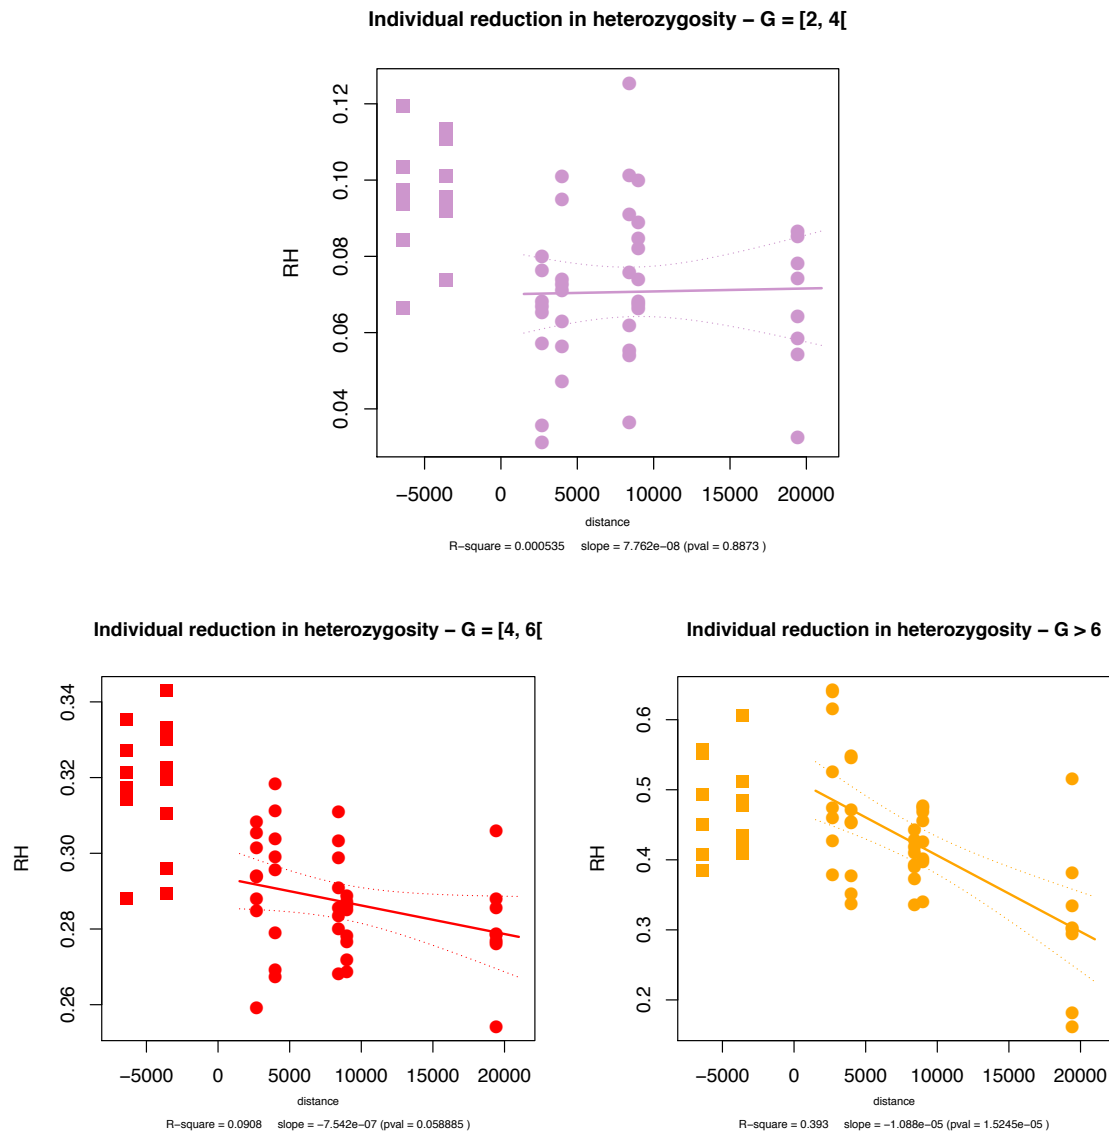 Individual reduction in heterozygosity − G = [2, 4[
RH
0.12
0.10
0.08
0.06
0.04
−5000 0 5000 10000 15000 20000
distance
R−square = 0.000535 slope = 7.762e−08 (pval = 0.8873 )
Individual reduction in heterozygosity − G = [4, 6[
RH
0.34
0.32
0.30
0.28
0.26
−5000 0 5000 10000 15000 20000
distance
R−square = 0.0908 slope = −7.542e−07 (pval = 0.058885 )
Individual reduction in heterozygosity − G > 6
RH
0.6
0.5
0.4
0.3
0.2
−5000 0 5000 10000 15000 20000
distance
R−square = 0.393 slope = −1.088e−05 (pval = 1.5245e−05 )